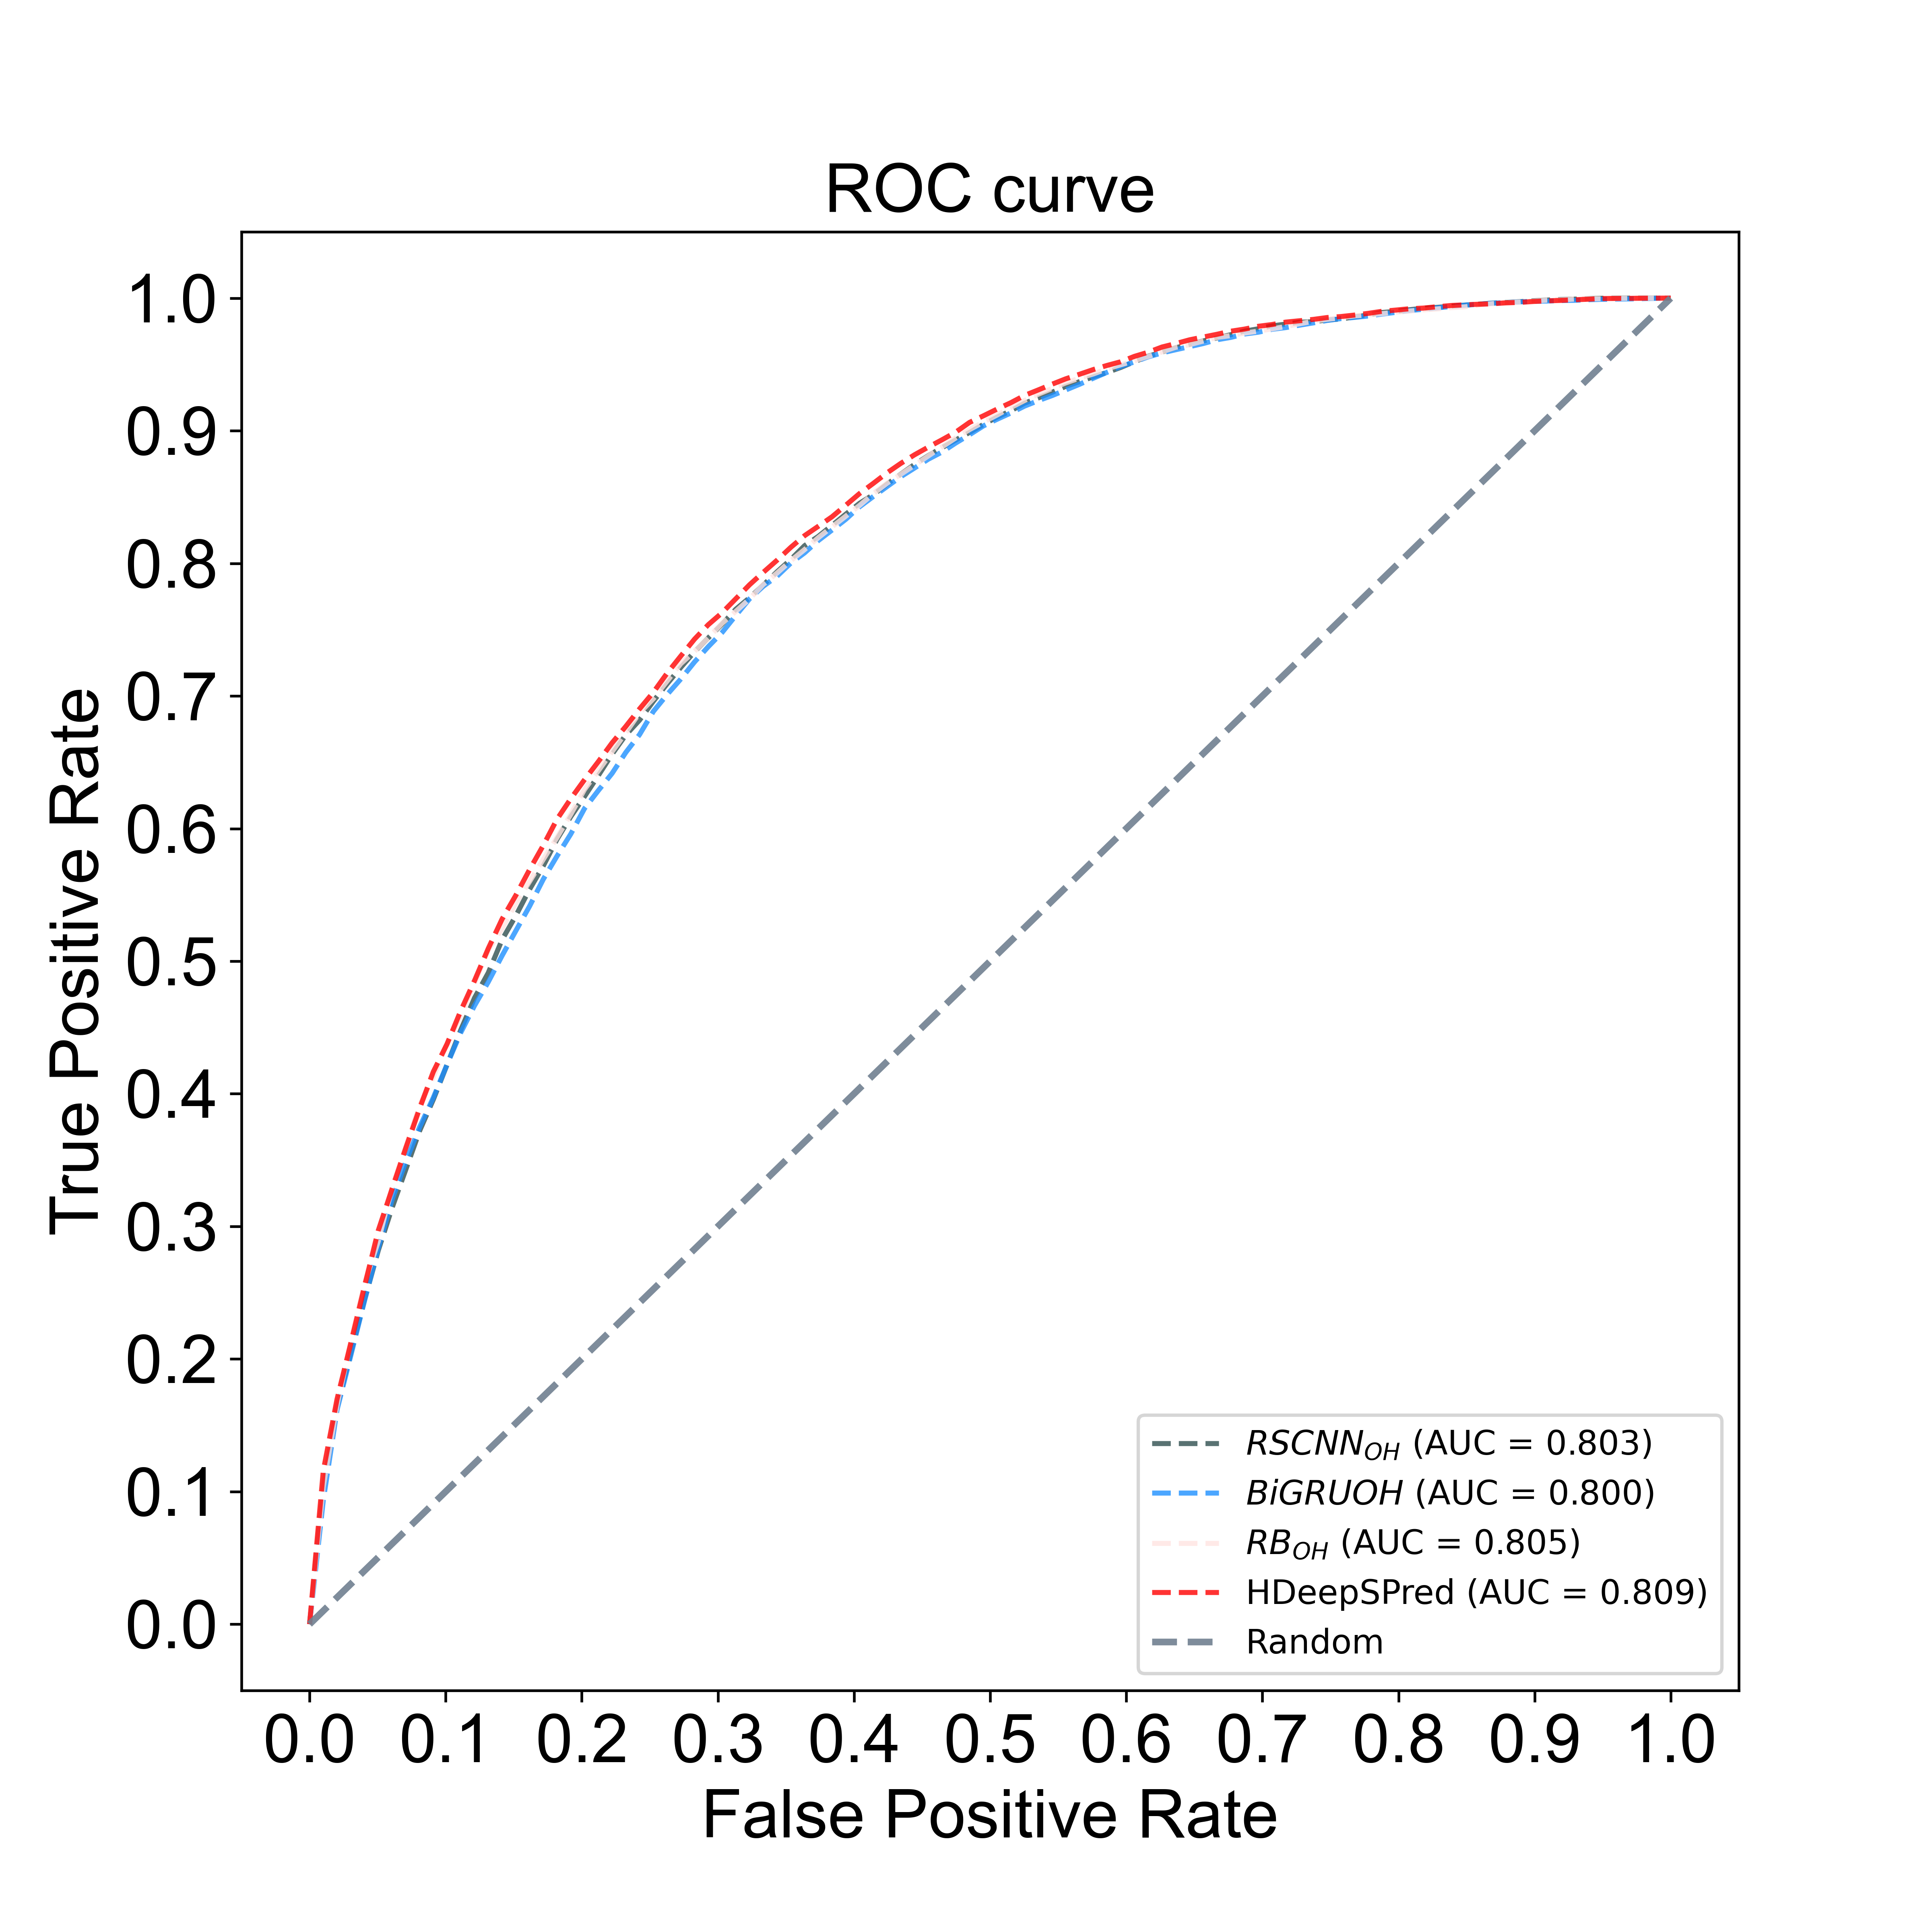 ROC curve
True Positive Rate
1.0
0.9
0.8
0.7
0.6
0.5
0.4
0.3
0.2
0.1
0.0
RSCNN_OH (AUC = 0.803)
BiGRUOH (AUC = 0.800)
RB_OH (AUC = 0.805)
HDeepSPred (AUC = 0.809)
Random
0.0 0.1 0.2 0.3 0.4 0.5 0.6 0.7 0.8 0.9 1.0
False Positive Rate